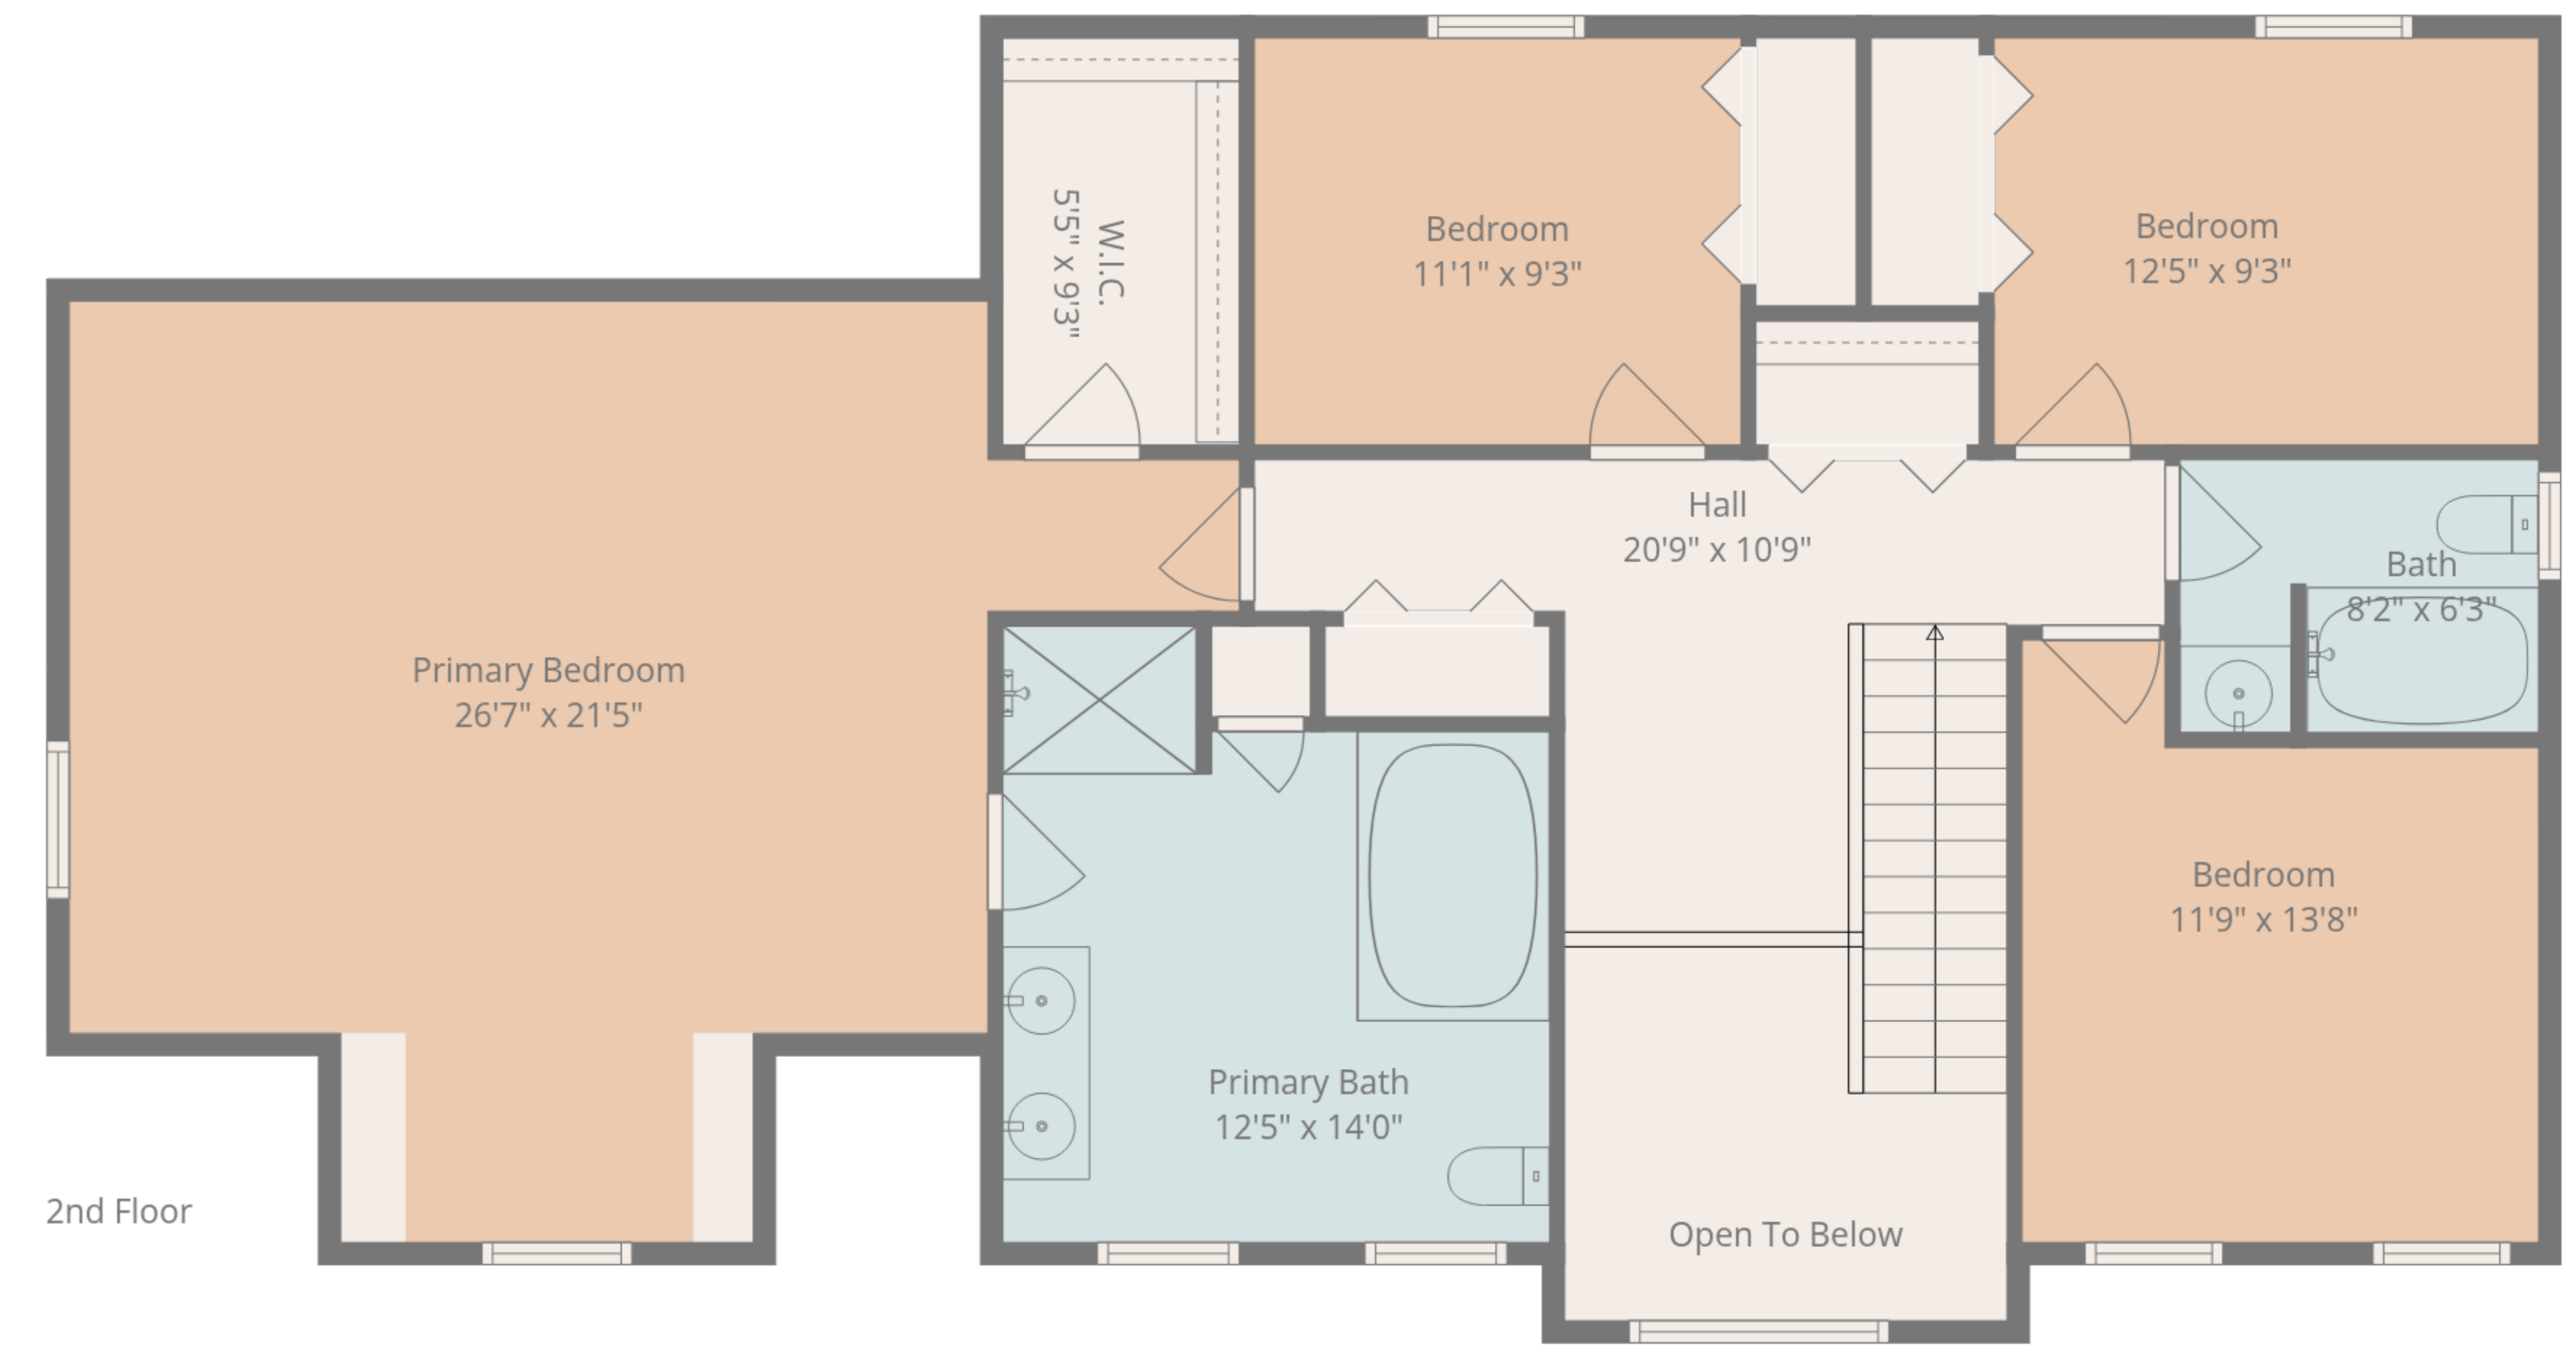 W.I.C.
5'5" x 9'3"
Bedroom
11'1" x 9'3"
Bedroom
12'5" x 9'3"
Hall
20'9" x 10'9"
Bath
8'2" x 6'3"
Primary Bedroom
26'7" x 21'5"
Bedroom
11'9" x 13'8"
Primary Bath
12'5" x 14'0"
Open To Below
2nd Floor